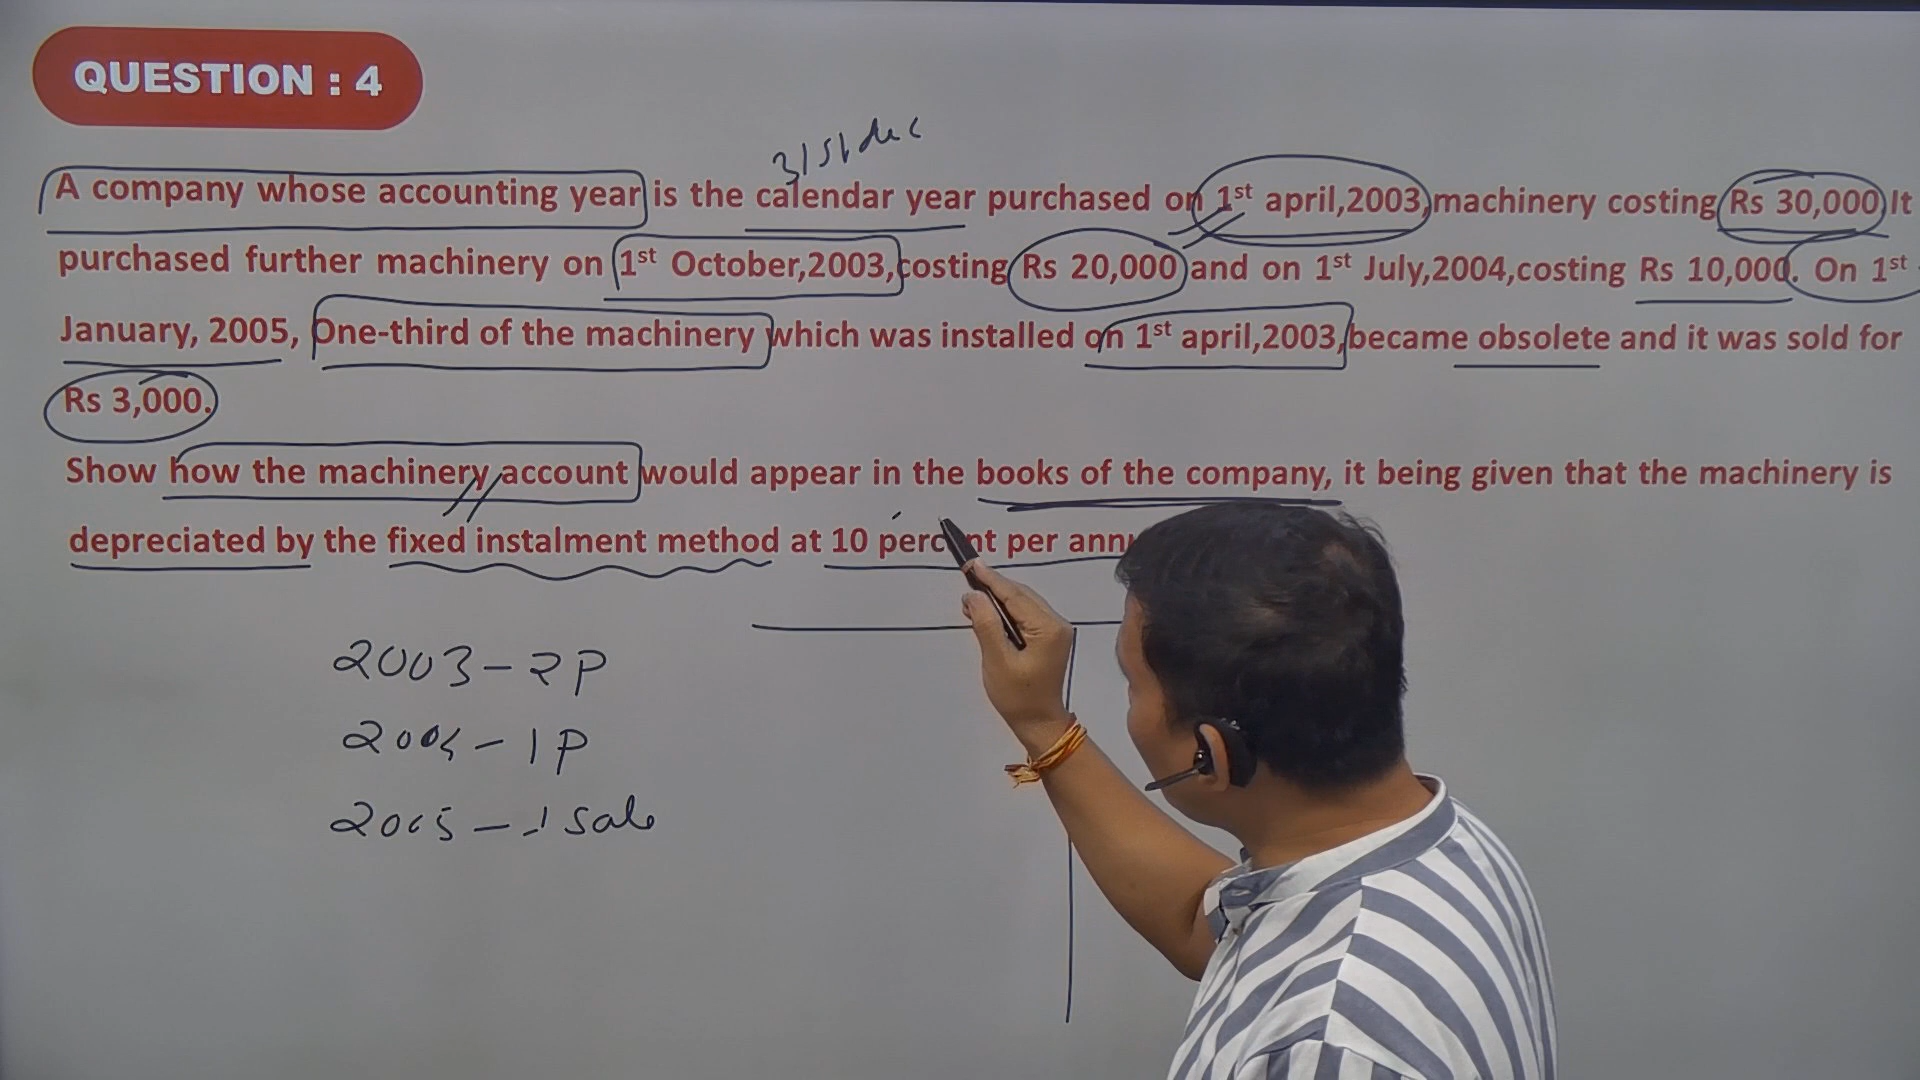 QUESTION : 4
31st dec
A company whose accounting year is the calendar year purchased on 1st april,2003,machinery costing Rs 30,000 It
purchased further machinery on 1st October,2003,costing Rs 20,000 and on 1st July,2004,costing Rs 10,000. On 1st
January, 2005, One-third of the machinery which was installed on 1st april,2003,became obsolete and it was sold for
Rs 3,000.
Show how the machinery account would appear in the books of the company, it being given that the machinery is
depreciated by the fixed instalment method at 10 percent per
2003 – 2P
2004 – 1P
2005 – 1 Sale